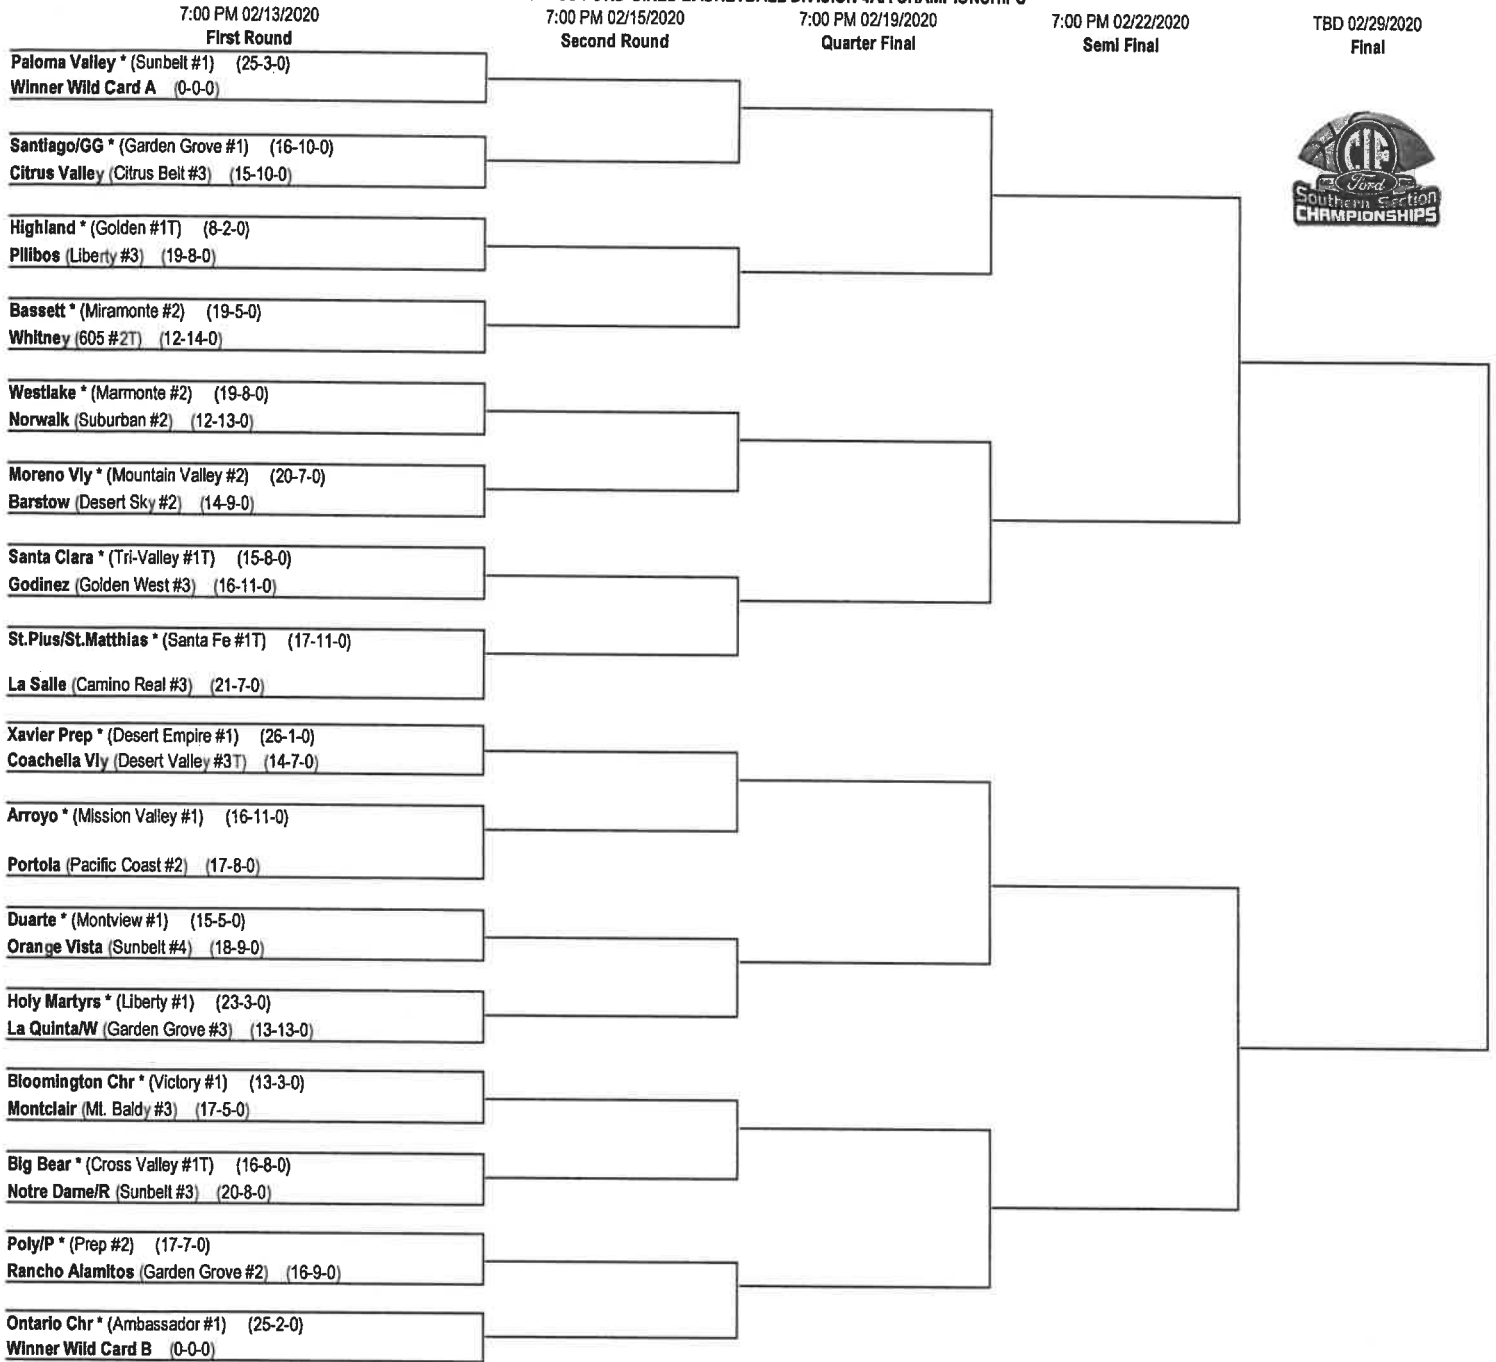 7:00 PM 02/13/2020
First Round
7:00 PM 02/15/2020
Second Round
7:00 PM 02/19/2020
Quarter Final
7:00 PM 02/22/2020
Semi Final
TBD 02/29/2020
Final
Paloma Valley * (Sunbelt #1) (25-3-0)
Winner Wild Card A (0-0-0)
Santiago/GG * (Garden Grove #1) (16-10-0)
Citrus Valley (Citrus Belt #3) (15-10-0)
Highland * (Golden #1T) (8-2-0)
Pilibos (Liberty #3) (19-8-0)
Bassett * (Miramonte #2) (19-5-0)
Whitney (605 #2T) (12-14-0)
Westlake * (Marmonte #2) (19-8-0)
Norwalk (Suburban #2) (12-13-0)
Moreno Vly * (Mountain Valley #2) (20-7-0)
Barstow (Desert Sky #2) (14-9-0)
Santa Clara * (Tri-Valley #1T) (15-8-0)
Godinez (Golden West #3) (16-11-0)
St.Pius/St.Matthias * (Santa Fe #1T) (17-11-0)
La Salle (Camino Real #3) (21-7-0)
Xavier Prep * (Desert Empire #1) (26-1-0)
Coachella Vly (Desert Valley #3T) (14-7-0)
Arroyo * (Mission Valley #1) (16-11-0)
Portola (Pacific Coast #2) (17-8-0)
Duarte * (Montview #1) (15-5-0)
Orange Vista (Sunbelt #4) (18-9-0)
Holy Martyrs * (Liberty #1) (23-3-0)
La Quinta/W (Garden Grove #3) (13-13-0)
Bloomington Chr * (Victory #1) (13-3-0)
Montclair (Mt. Baldy #3) (17-5-0)
Big Bear * (Cross Valley #1T) (16-8-0)
Notre Dame/R (Sunbelt #3) (20-8-0)
Poly/P * (Prep #2) (17-7-0)
Rancho Alamitos (Garden Grove #2) (16-9-0)
Ontario Chr * (Ambassador #1) (25-2-0)
Winner Wild Card B (0-0-0)
CIF
Ford
Southern Section
CHAMPIONSHIPS